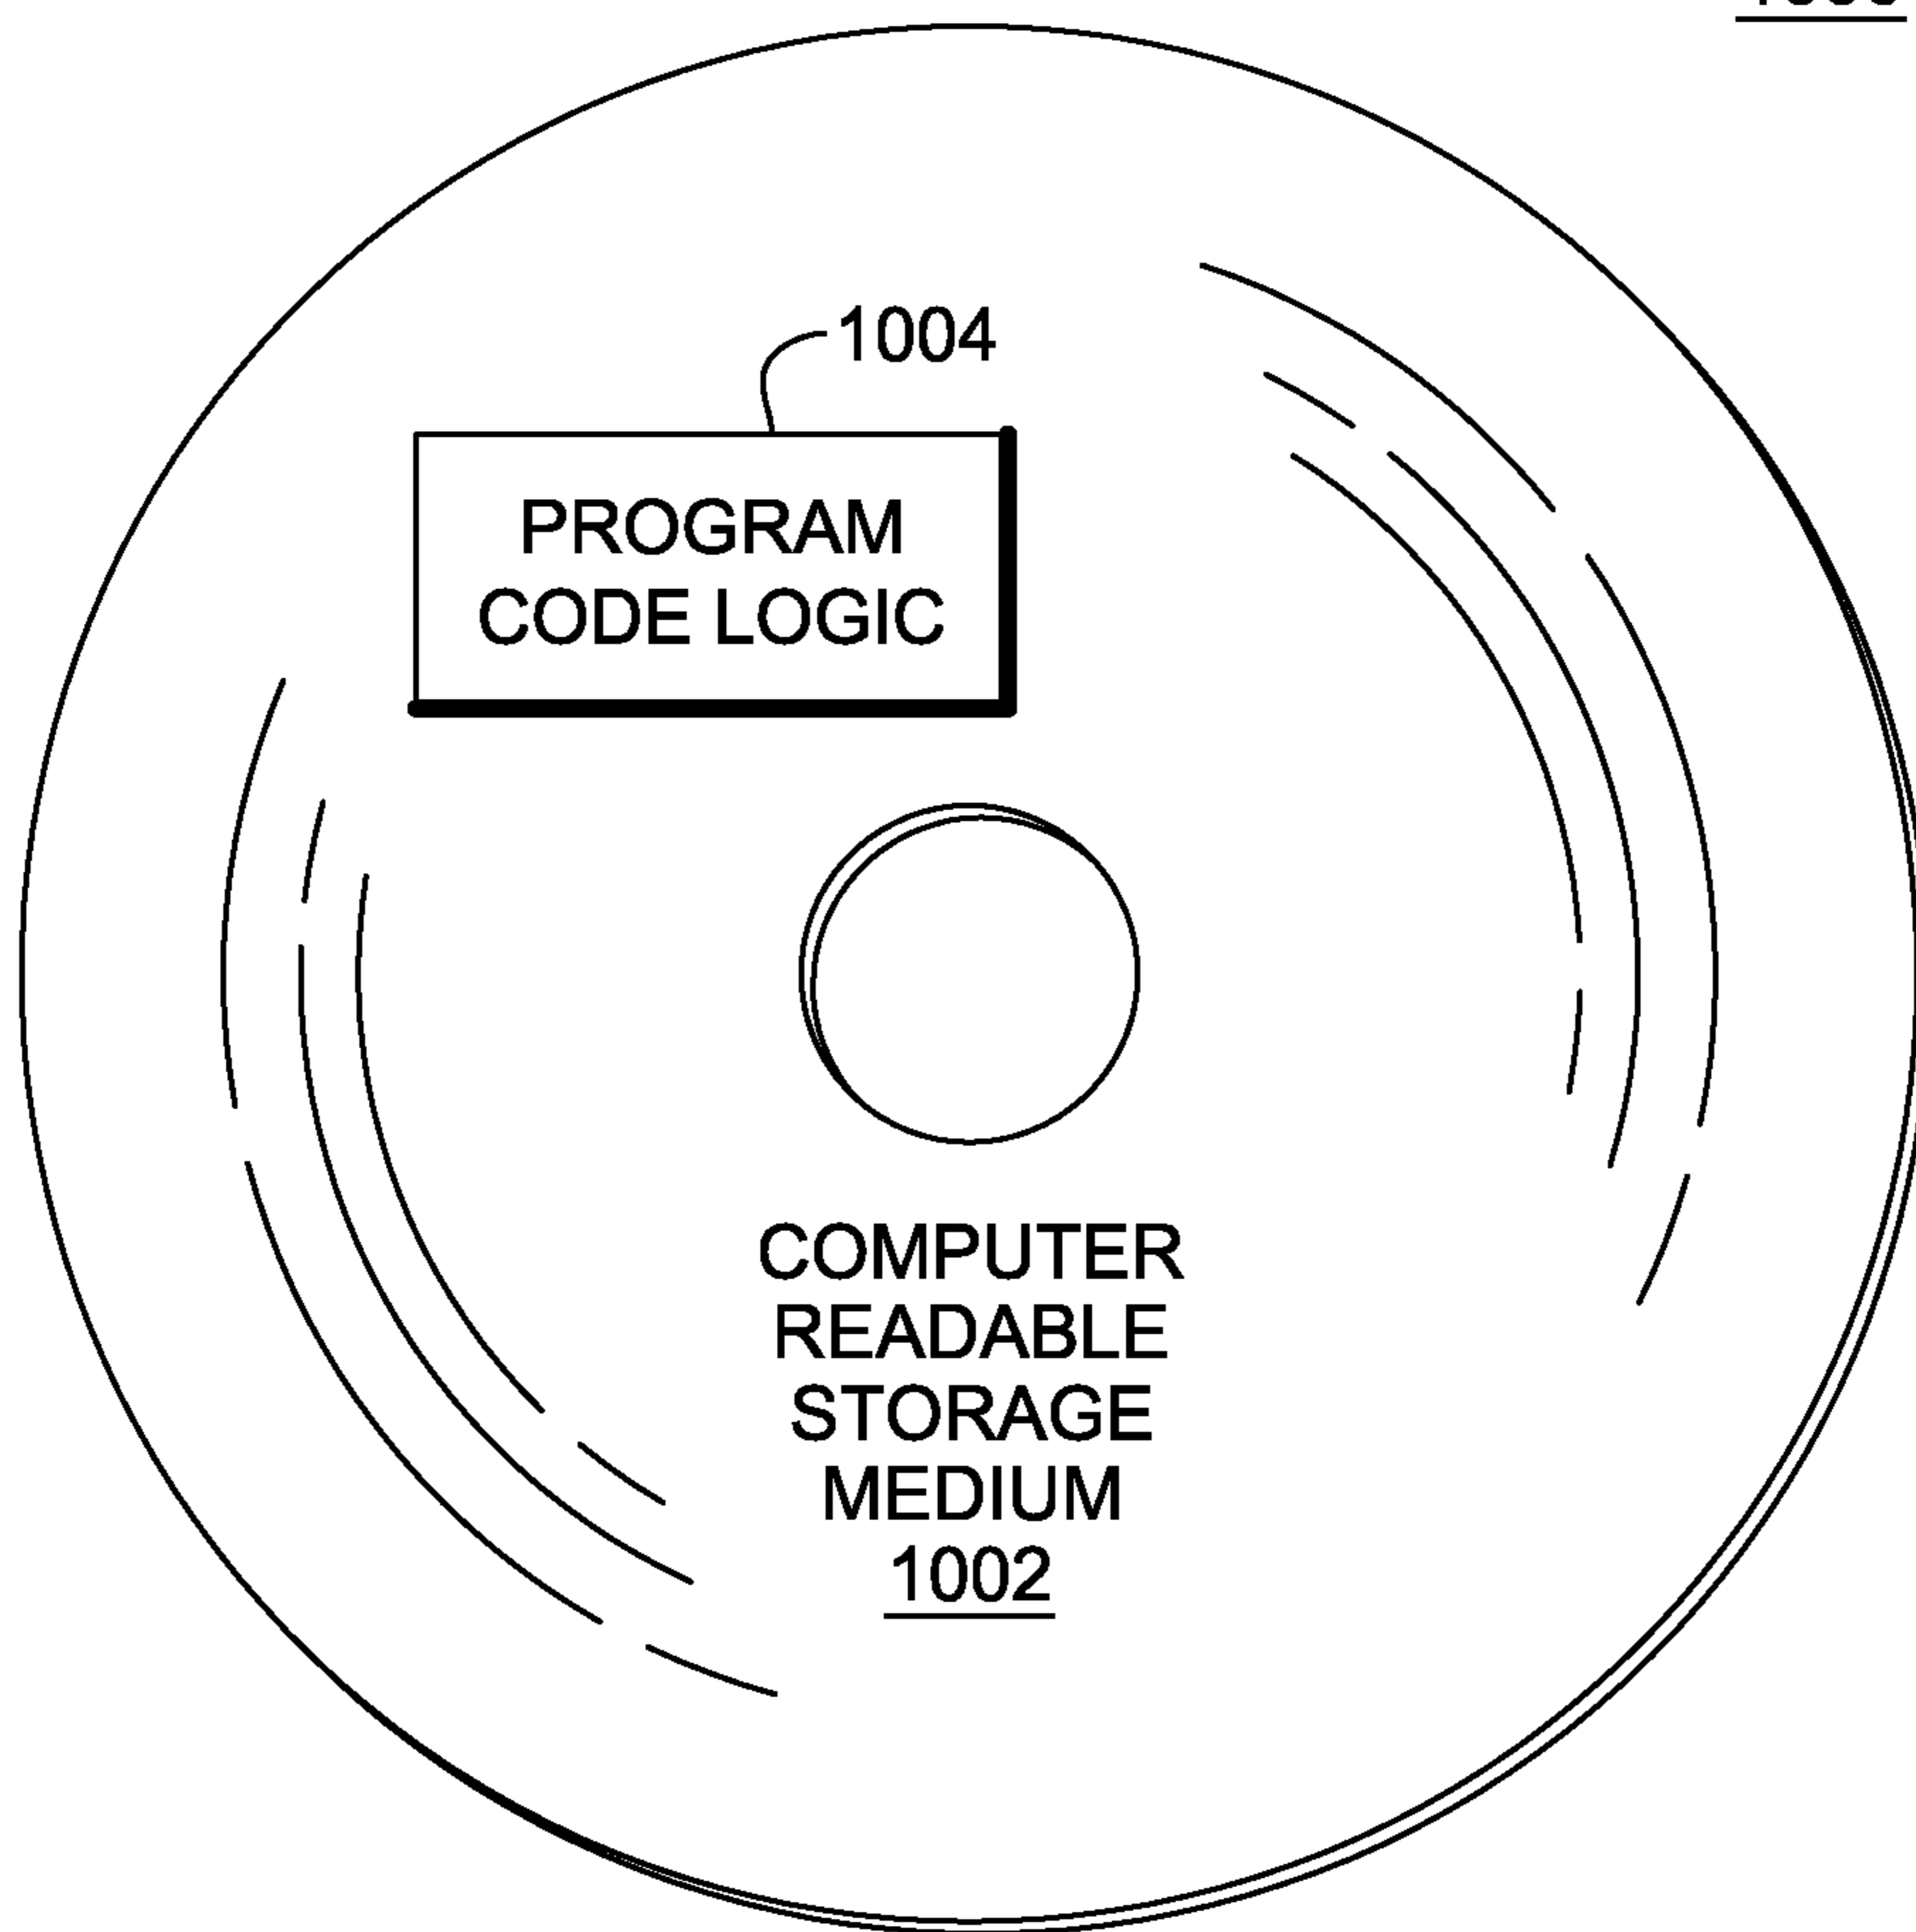 1004
PROGRAM
CODE LOGIC
COMPUTER
READABLE
STORAGE
MEDIUM
1002